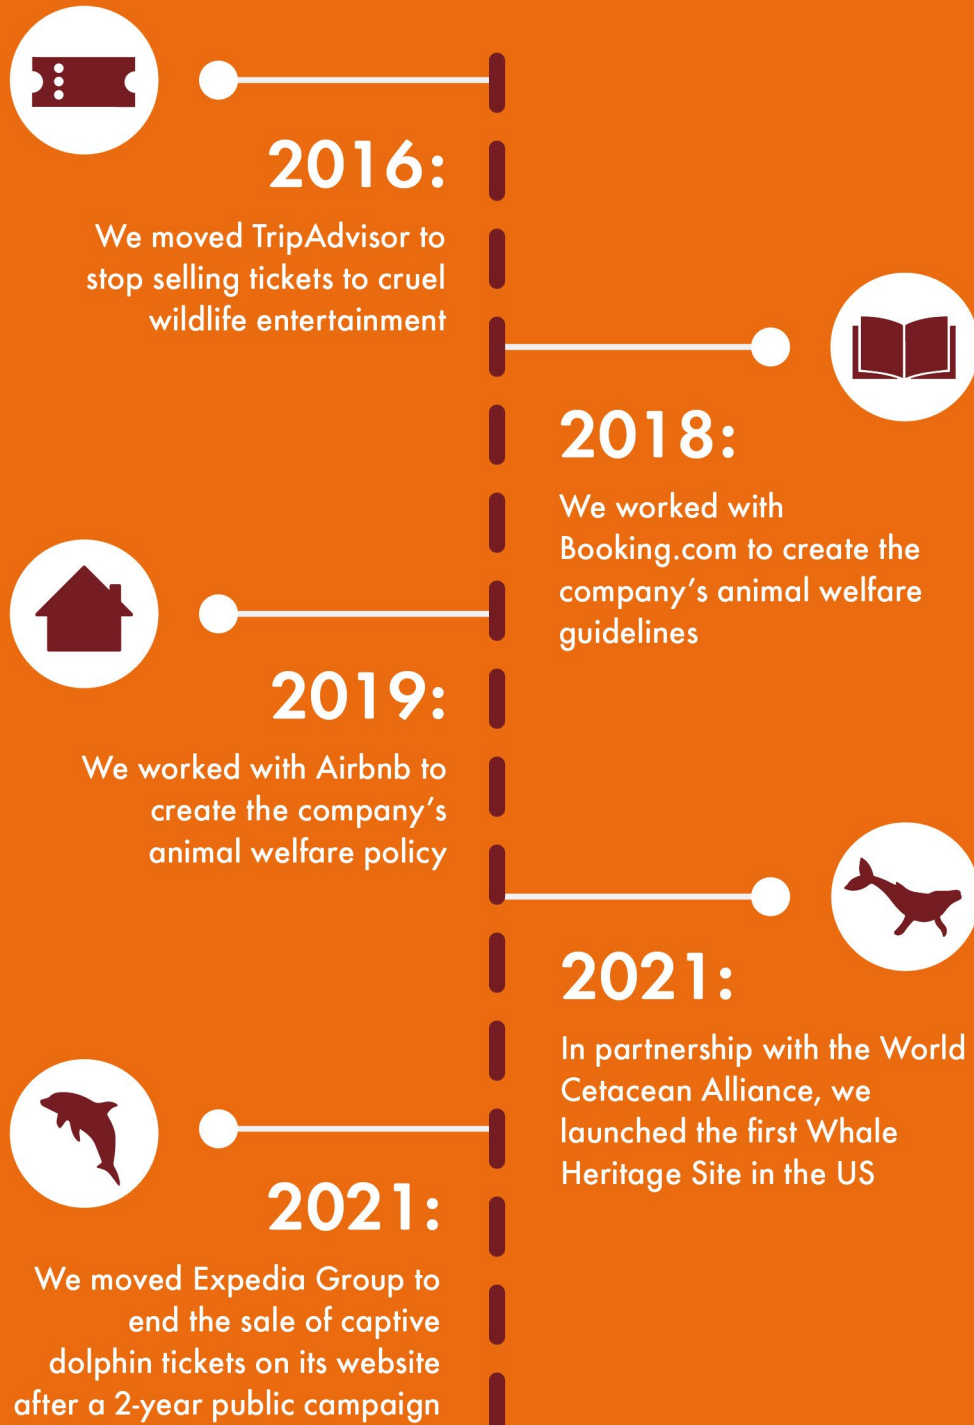 2016:
We moved TripAdvisor to
stop selling tickets to cruel
wildlife entertainment
2018:
We worked with
Booking.com to create the
company’s animal welfare
guidelines
2019:
We worked with Airbnb to
create the company’s
animal welfare policy
2021:
In partnership with the World
Cetacean Alliance, we
launched the first Whale
Heritage Site in the US
2021:
We moved Expedia Group to
end the sale of captive
dolphin tickets on its website
after a 2-year public campaign